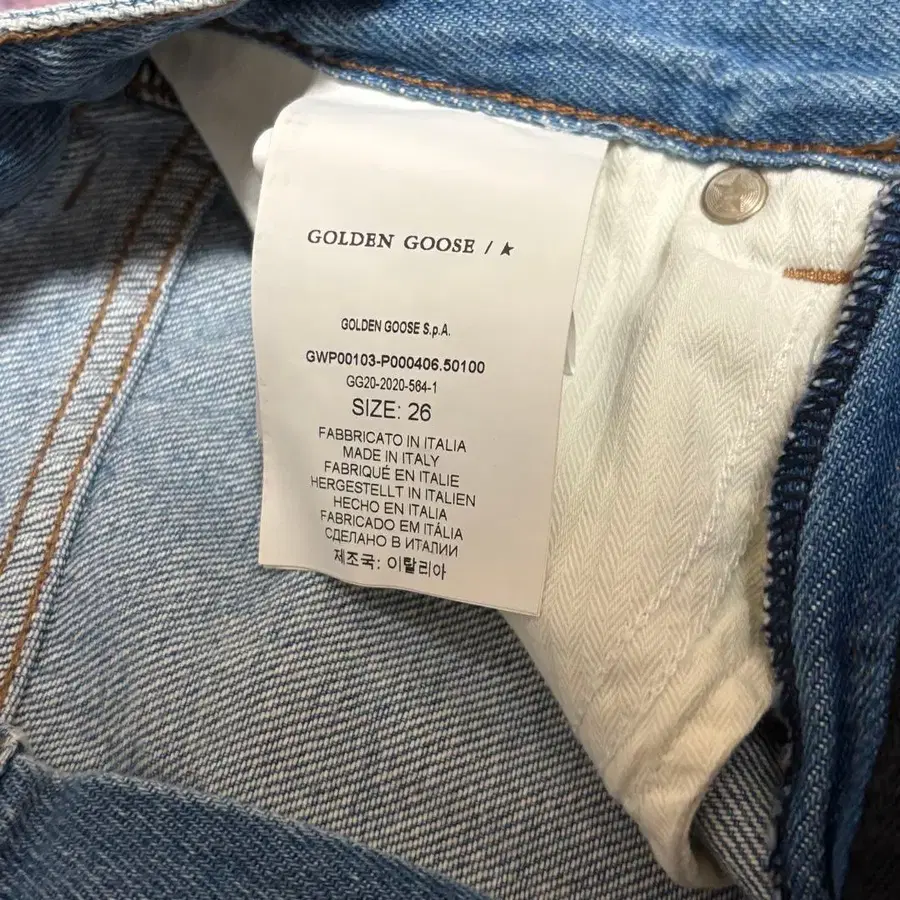 GOLDEN GOOSE /
GOLDEN GOOSE S.p.A.
GWP00103-P000406.50100
GG20-2020-564-1
SIZE: 26
FABBRICATO IN ITALIA
MADE IN ITALY
FABRIQUÉ EN ITALIE
HERGESTELLT IN ITALIEN
HECHO EN ITALIA
FABRICADO EM ITÁLIA
СДЕЛАНО В ИТАЛИИ
제조국: 이탈리아